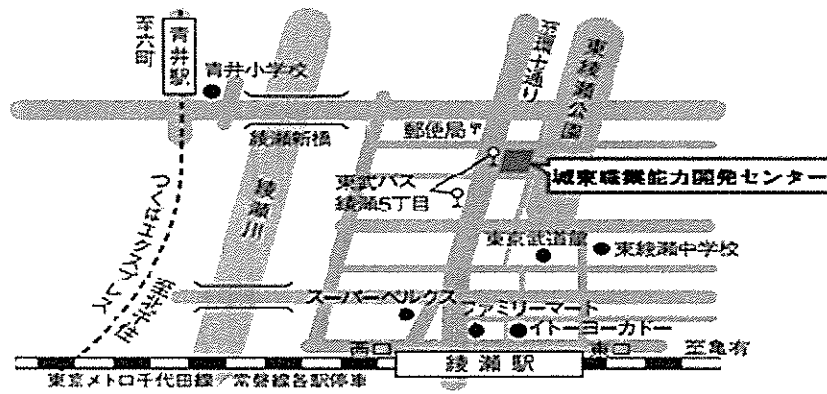 至六町
青井駅
青井小学校
至環七通り
東綾瀬公園
郵便局〒
綾瀬新橋
城東職業能力開発センター
東武バス
綾瀬5丁目
綾瀬川
つくばエクスプレス
至北千住
東京武道館
東綾瀬中学校
スーパーベルクス
ファミリーマート
イトーヨーカドー
西口
綾瀬駅
東口
至亀有
東京メトロ千代田線／常磐線各駅停車